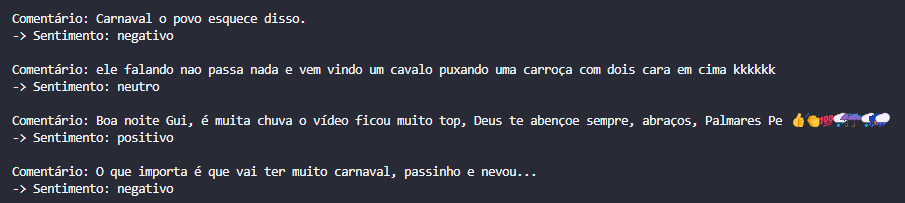 Comentário: Carnaval o povo esquece disso.
-> Sentimento: negativo
Comentário: ele falando nao passa nada e vem vindo um cavalo puxando uma carroça com dois cara em cima kkkkkk
-> Sentimento: neutro
Comentário: Boa noite Gui, é muita chuva o vídeo ficou muito top, Deus te abençoe sempre, abraços, Palmares Pe 👍👏💯
-> Sentimento: positivo
Comentário: O que importa é que vai ter muito carnaval, passinho e nevou...
-> Sentimento: negativo